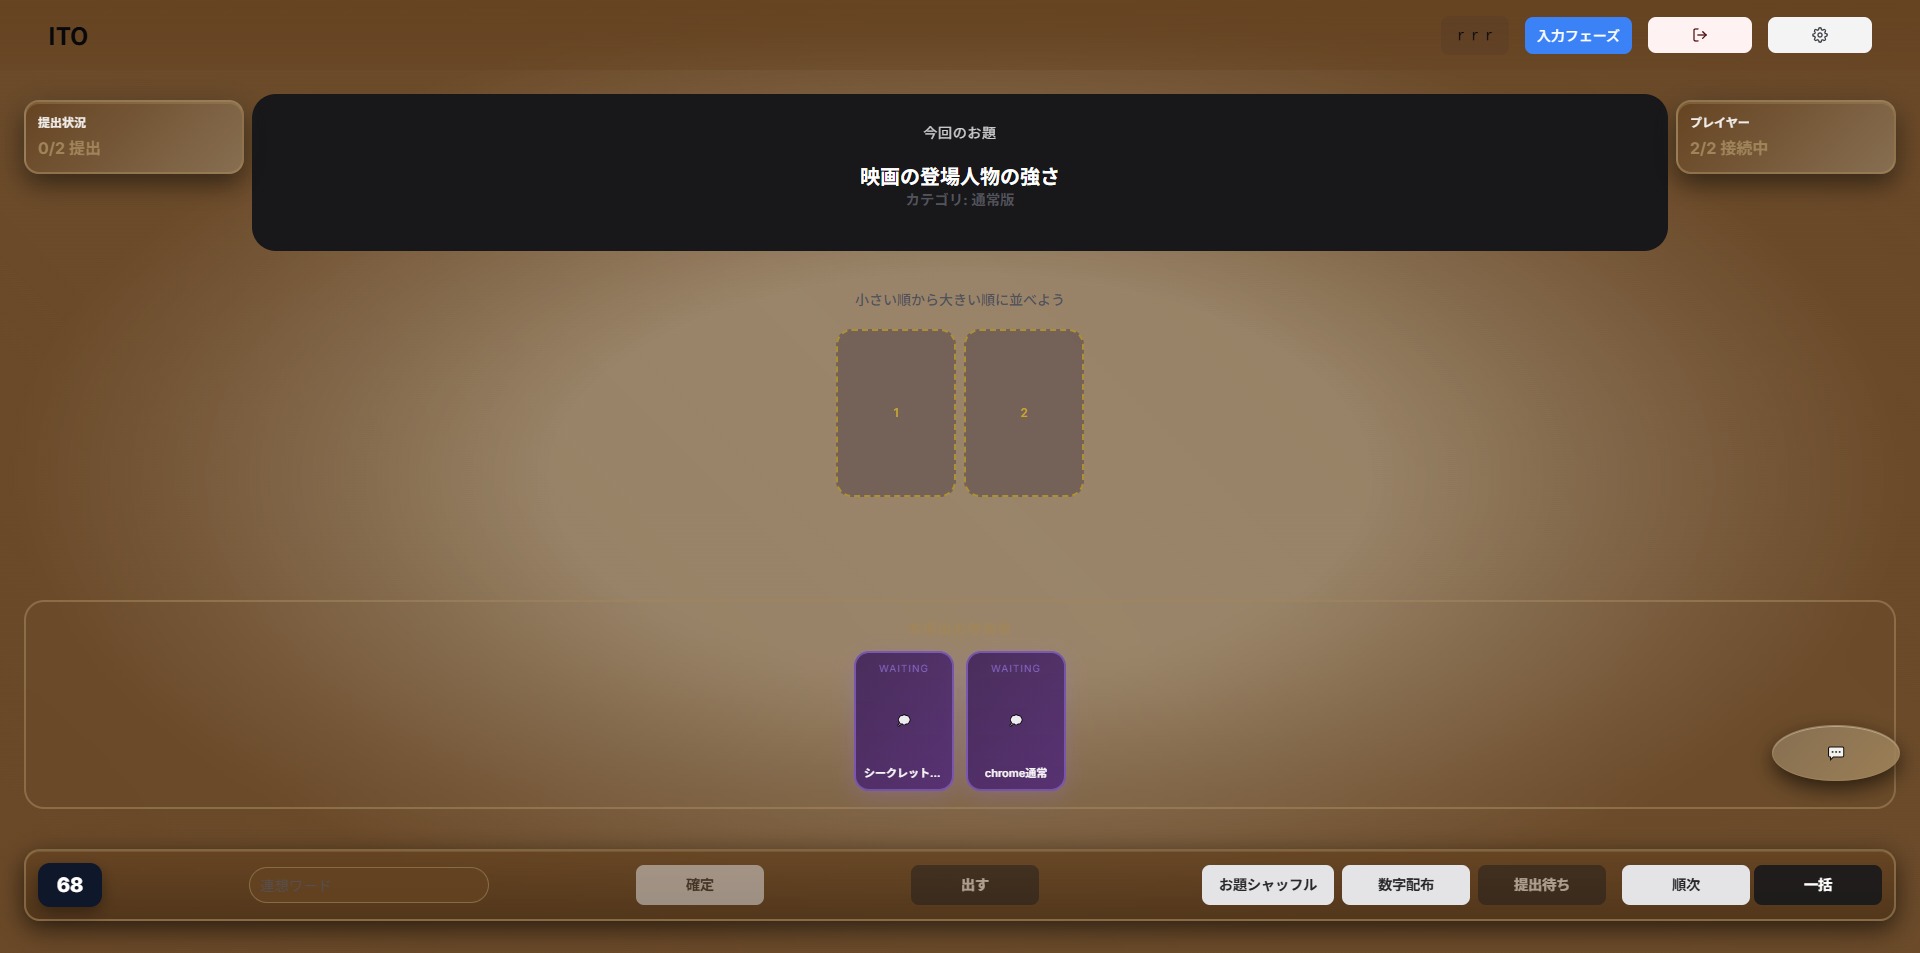 ITO
r r r
入力フェーズ
提出状況
0/2 提出
今回のお題
映画の登場人物の強さ
カテゴリ: 通常版
プレイヤー
2/2 接続中
小さい順から大きい順に並べよう
1
2
WAITING
シークレット...
WAITING
chrome通常
68
連想ワード
確定
出す
お題シャッフル
数字配布
提出待ち
順次
一括